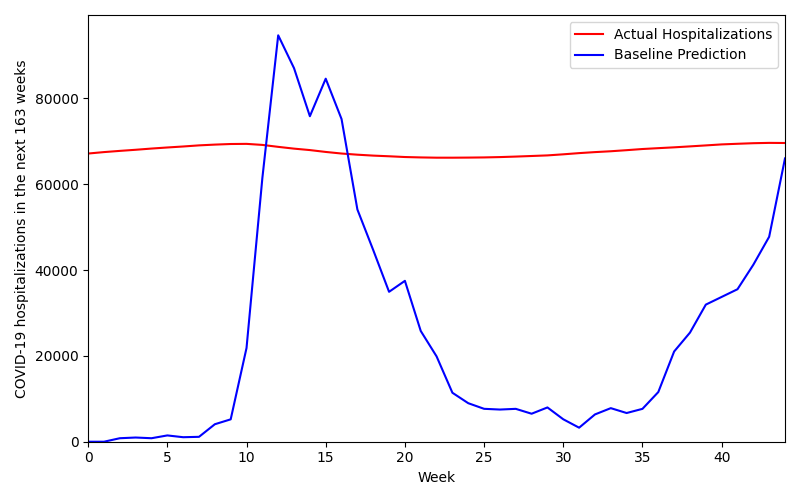 Actual Hospitalizations
Baseline Prediction
COVID-19 hospitalizations in the next 163 weeks
80000
60000
40000
20000
0
0 5 10 15 20 25 30 35 40
Week